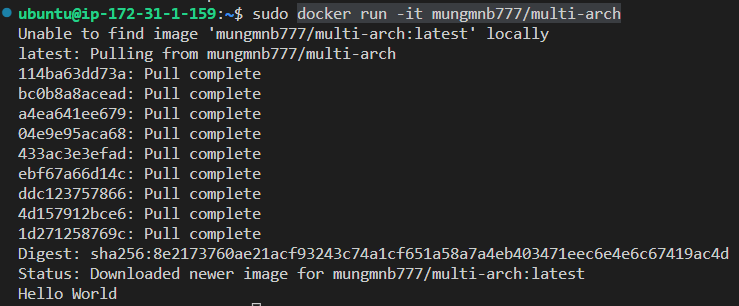 ubuntu@ip-172-31-1-159:~$ sudo docker run -it mungmnb777/multi-arch
Unable to find image 'mungmnb777/multi-arch:latest' locally
latest: Pulling from mungmnb777/multi-arch
114ba63dd73a: Pull complete
bc0b8a8acead: Pull complete
a4ea641ee679: Pull complete
04e9e95aca68: Pull complete
433ac3e3efad: Pull complete
ebf67a66d14c: Pull complete
ddc123757866: Pull complete
4d157912bce6: Pull complete
1d271258769c: Pull complete
Digest: sha256:8e2173760ae21acf93243c74a1cf651a58a7a4eb403471eec6e4e6c67419ac4d
Status: Downloaded newer image for mungmnb777/multi-arch:latest
Hello World